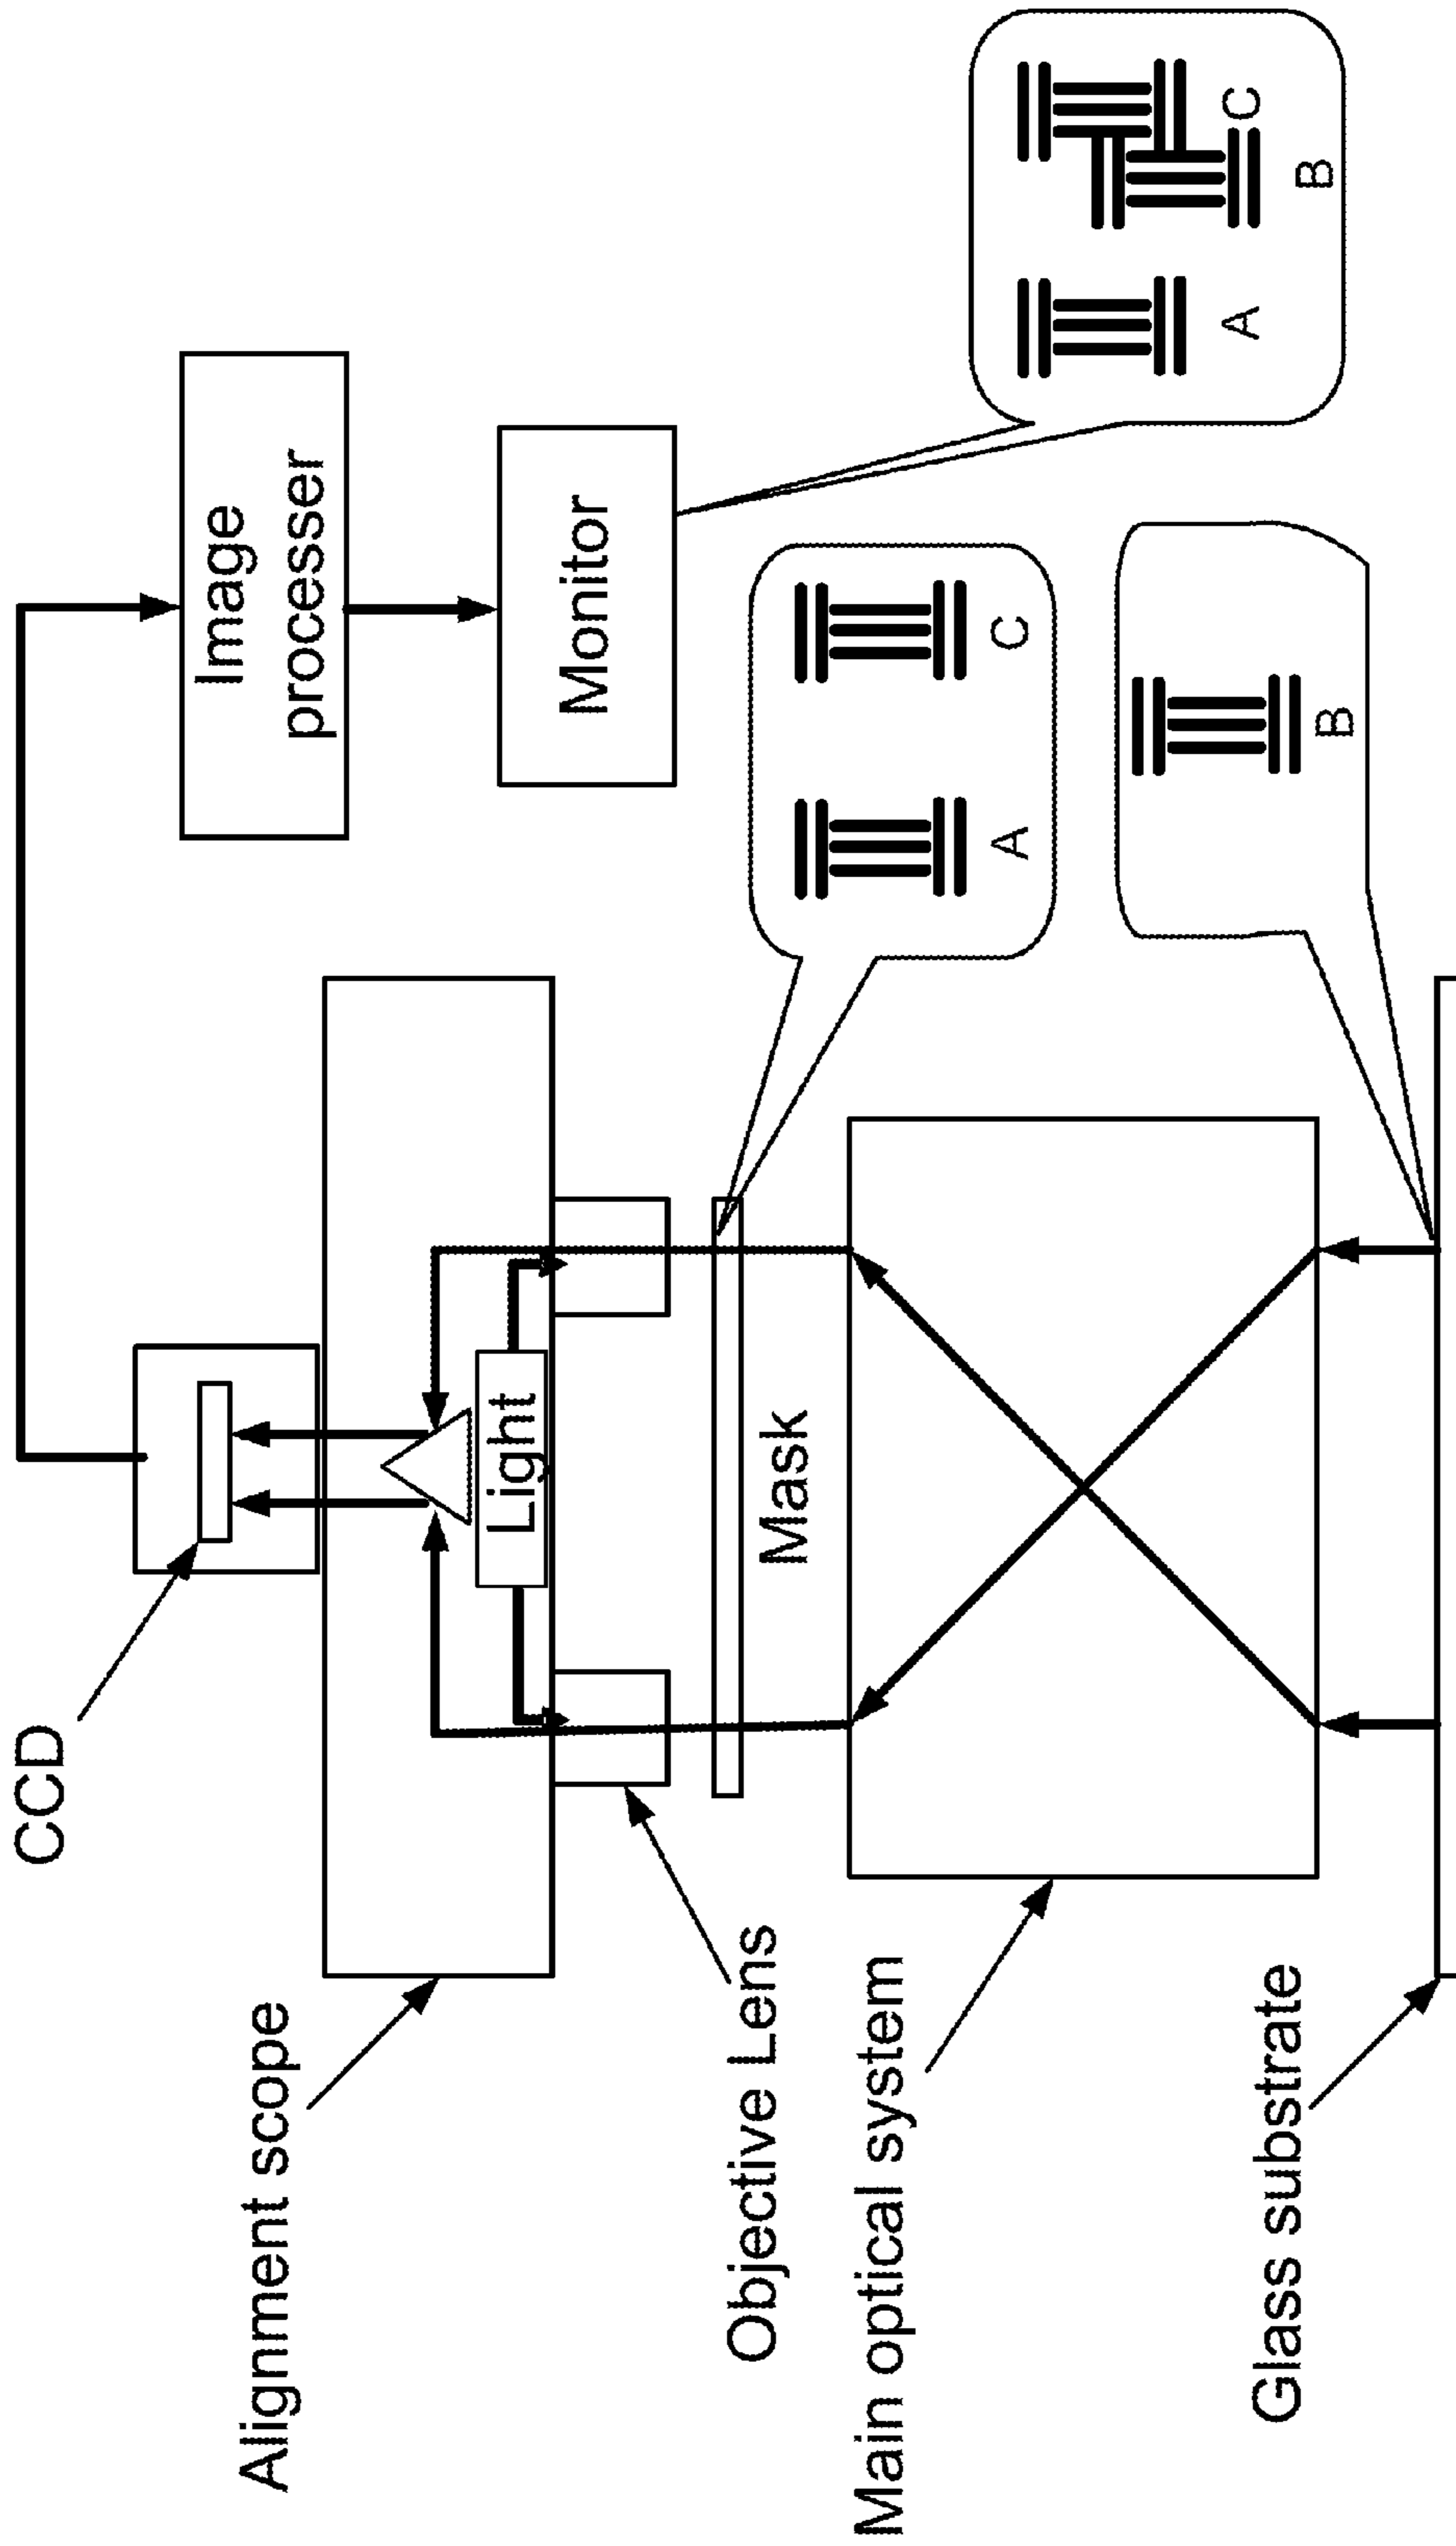 CCD
Alignment scope
Light
Image
processer
Monitor
Objective Lens
Mask
A
C
Main optical system
A
B
C
Glass substrate
B